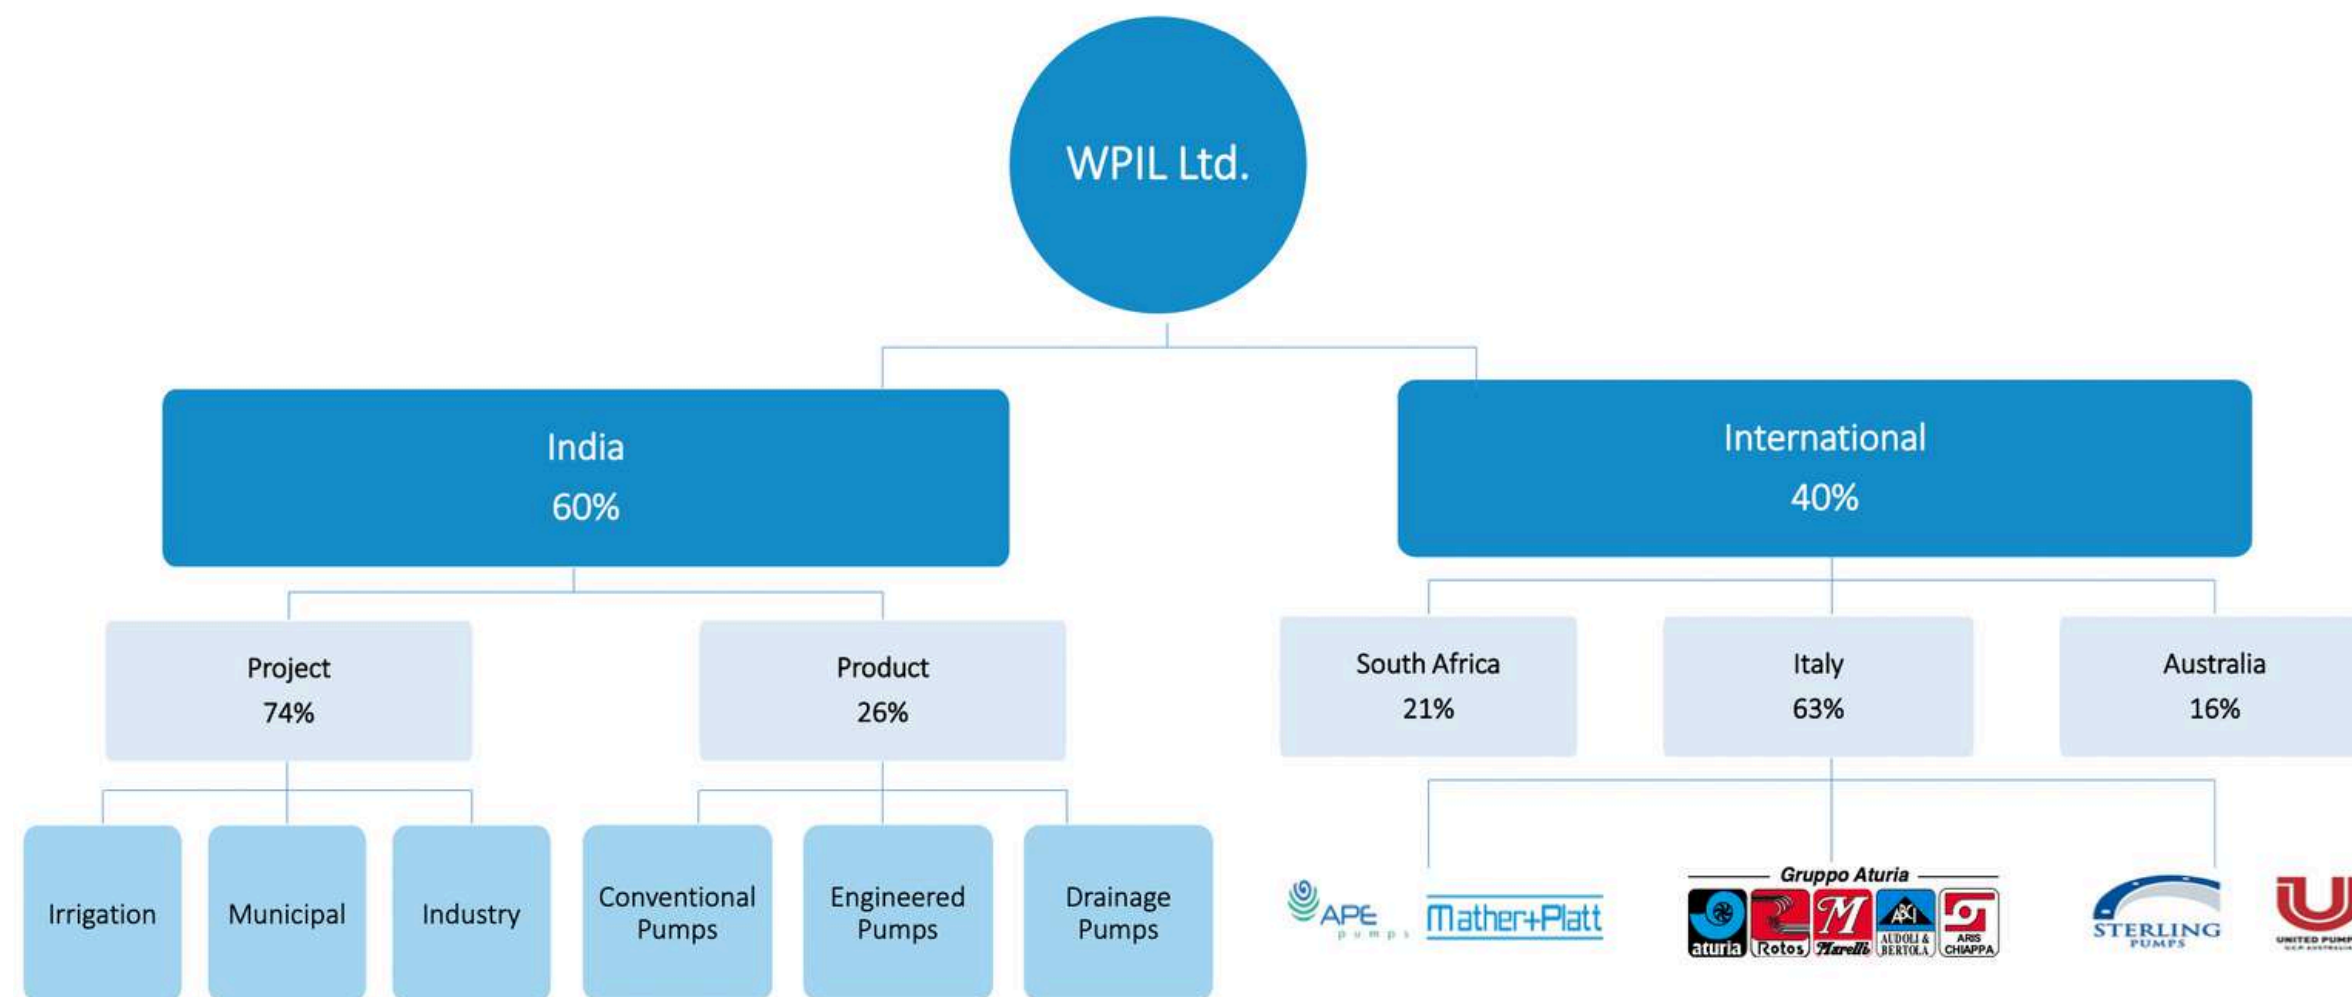 WPIL Ltd.
India
60%
International
40%
Project
74%
Product
26%
South Africa
21%
Italy
63%
Australia
16%
Irrigation
Municipal
Industry
Conventional
Pumps
Engineered
Pumps
Drainage
Pumps
APE
pumps
Mather+Platt
Gruppo Aturia
aturia
Rotos
M
Marelli
ABC
AUDOLI &
BERTOLA
ARIS
CHIAPPA
STERLING
PUMPS
U
UNITED PUMP